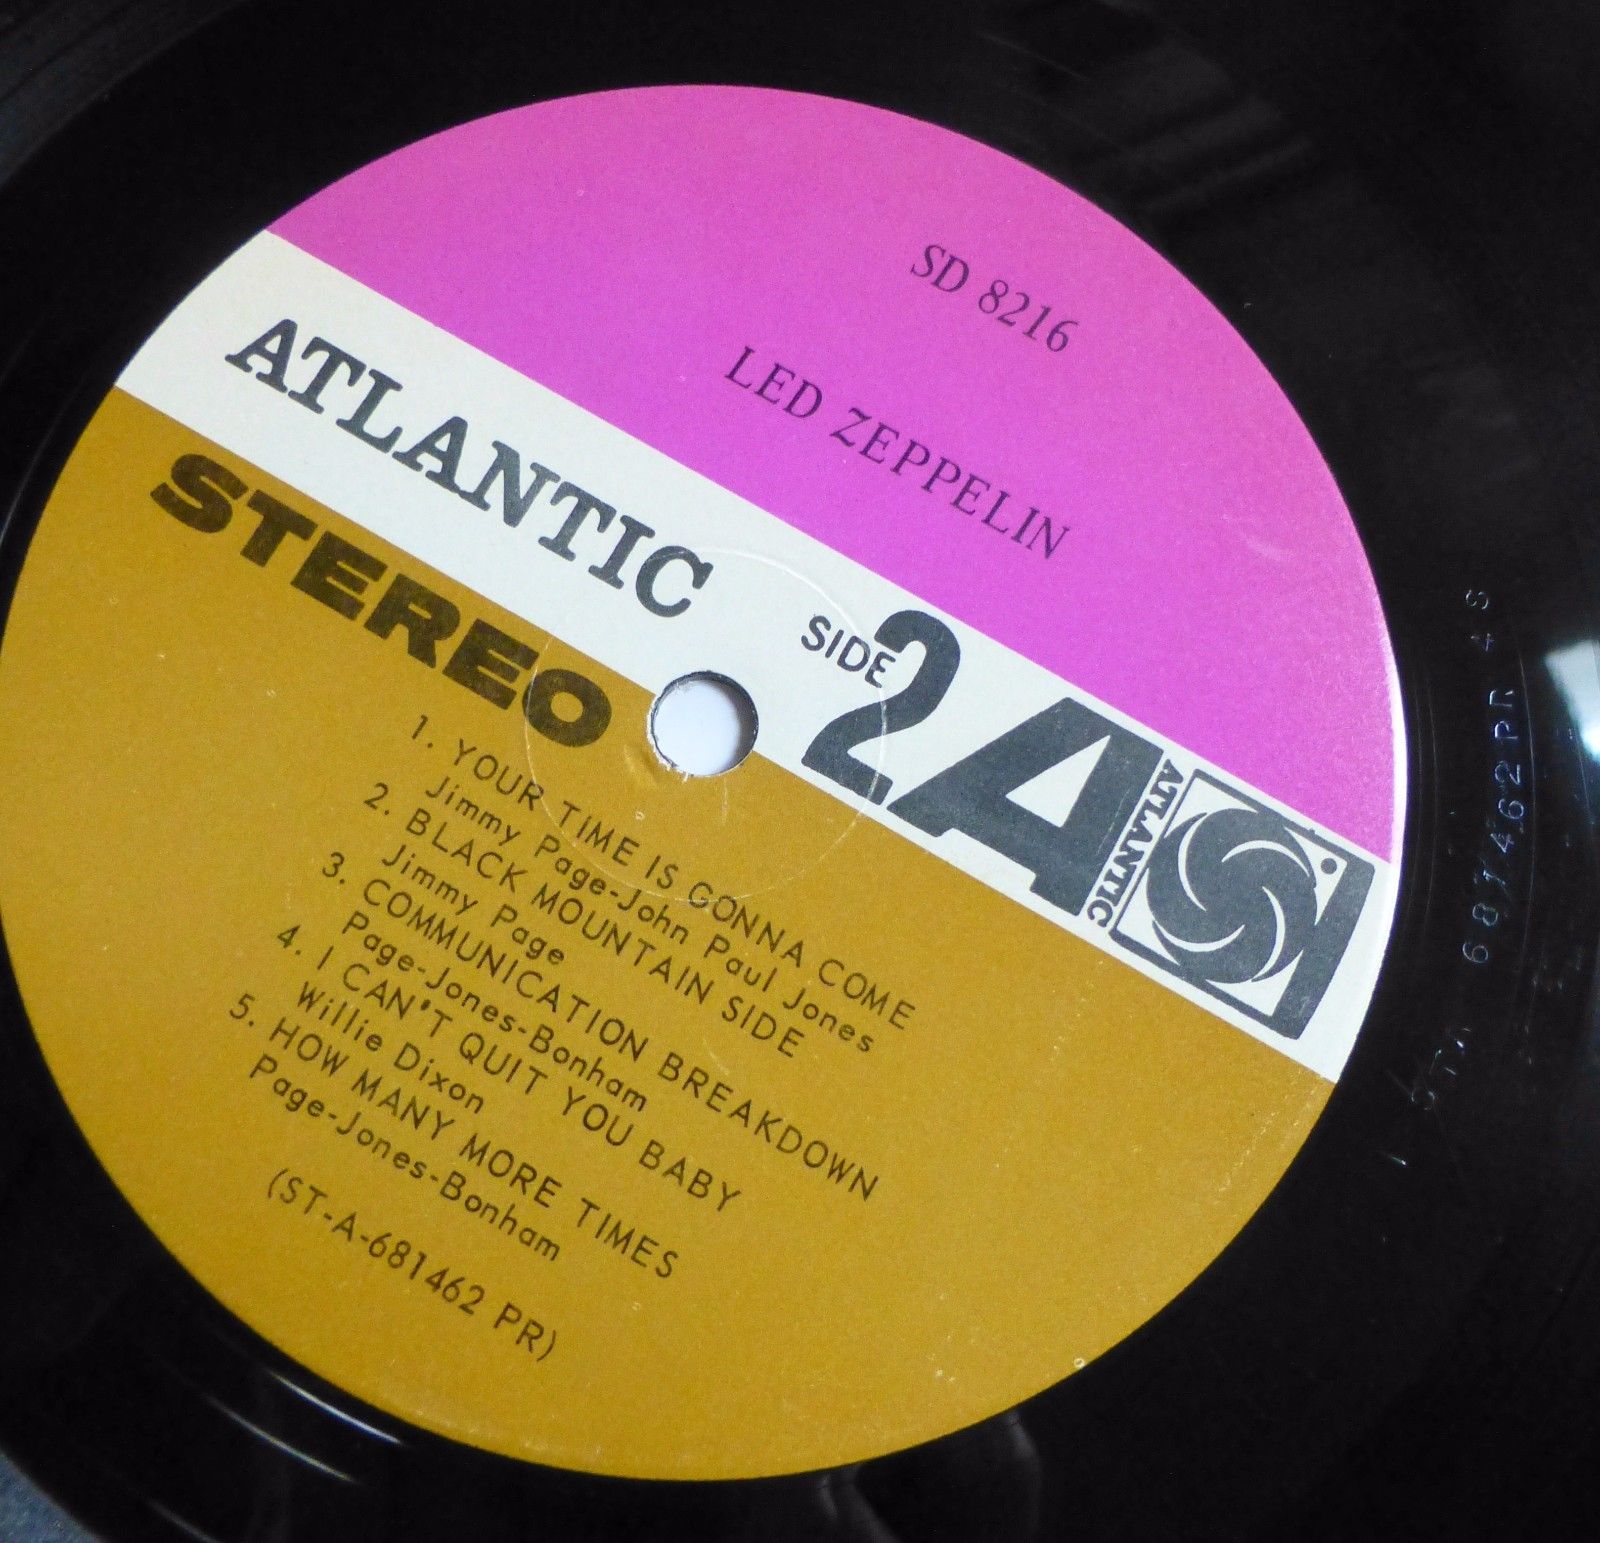 SD 8216
LED ZEPPELIN
ATLANTIC
SIDE 2
A
ATLANTIC
STEREO
1. YOUR TIME IS GONNA COME
Jimmy Page-John Paul Jones
2. BLACK MOUNTAIN SIDE
Jimmy Page
3. COMMUNICATION BREAKDOWN
Page-Jones-Bonham
4. I CAN'T QUIT YOU BABY
Willie Dixon
5. HOW MANY MORE TIMES
Page-Jones-Bonham
(ST-A-681462 PR)
681462PR 4S